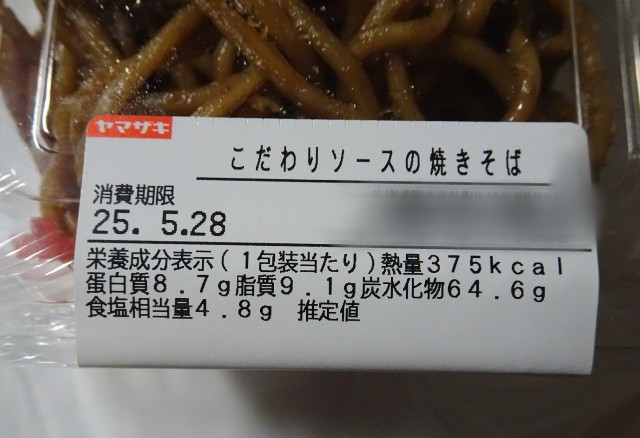 ヤマザキ
こだわりソースの焼きそば
消費期限
25. 5.28
栄養成分表示(1包装当たり)熱量375kcal
蛋白質8.7g脂質9.1g炭水化物64.6g
食塩相当量4.8g 推定値